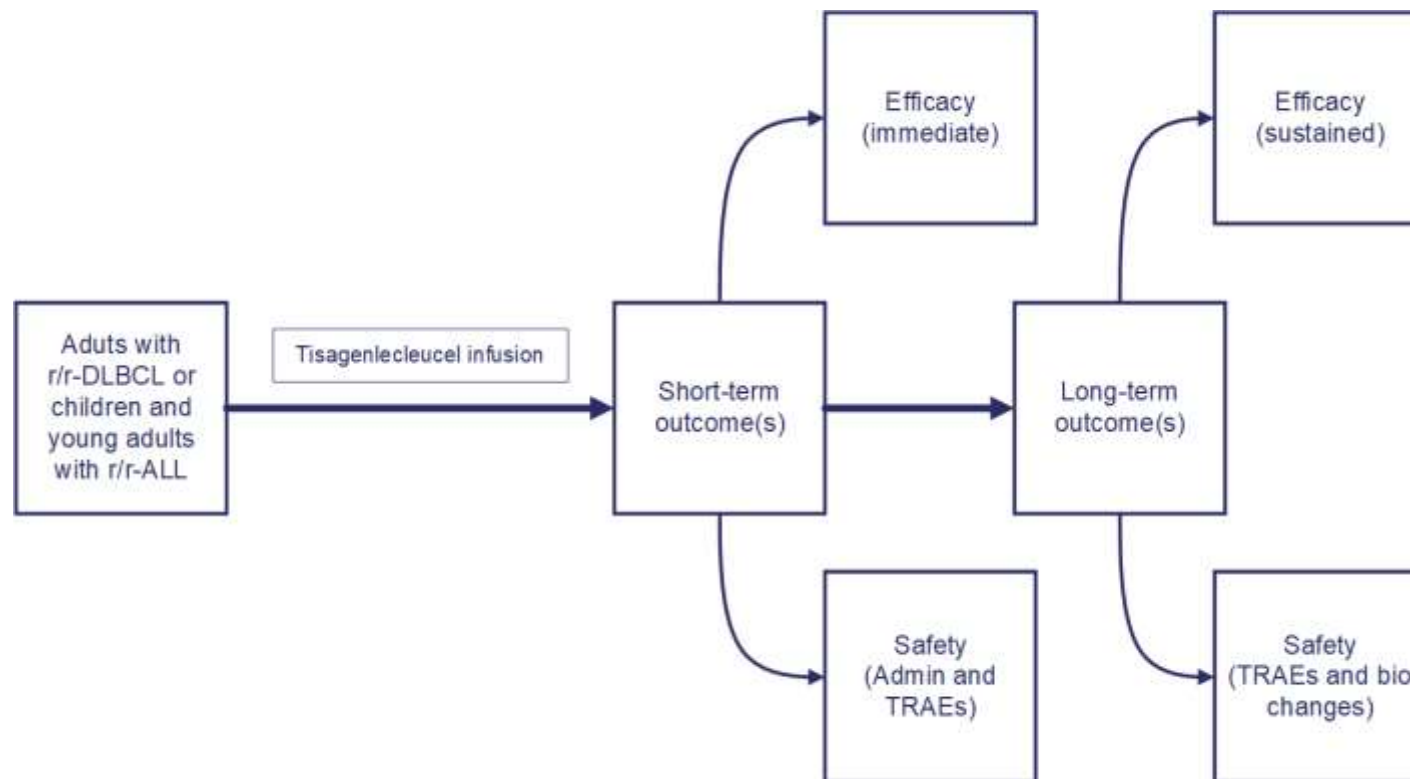 Aduts with
r/r-DLBCL or
children and
young adults
with r/r-ALL
Tisagenlecleucel infusion
Short-term
outcome(s)
Efficacy
(immediate)
Safety
(Admin and
TRAEs)
Long-term
outcome(s)
Efficacy
(sustained)
Safety
(TRAEs and bio
changes)